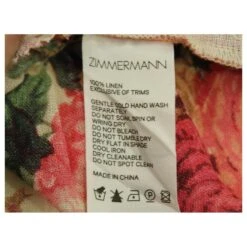 ZIMMERMANN
100% LINEN
EXCLUSIVE OF TRIMS
GENTLE COLD HAND WASH
SEPARATELY
DO NOT SOAK, SPIN OR
WRING DRY
DO NOT BLEACH
DO NOT TUMBLEDRY
DRY FLAT IN SHADE
COOL IRON
DRY CLEANABLE
DO NOT SPOT CLEAN
MADE IN CHINA